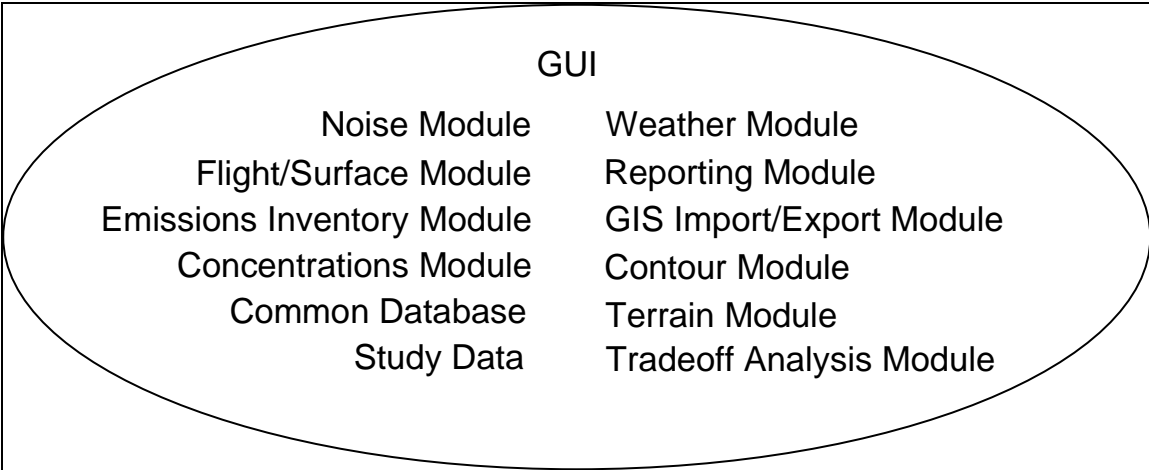 GUI
Noise Module
Flight/Surface Module
Emissions Inventory Module
Concentrations Module
Common Database
Study Data
Weather Module
Reporting Module
GIS Import/Export Module
Contour Module
Terrain Module
Tradeoff Analysis Module